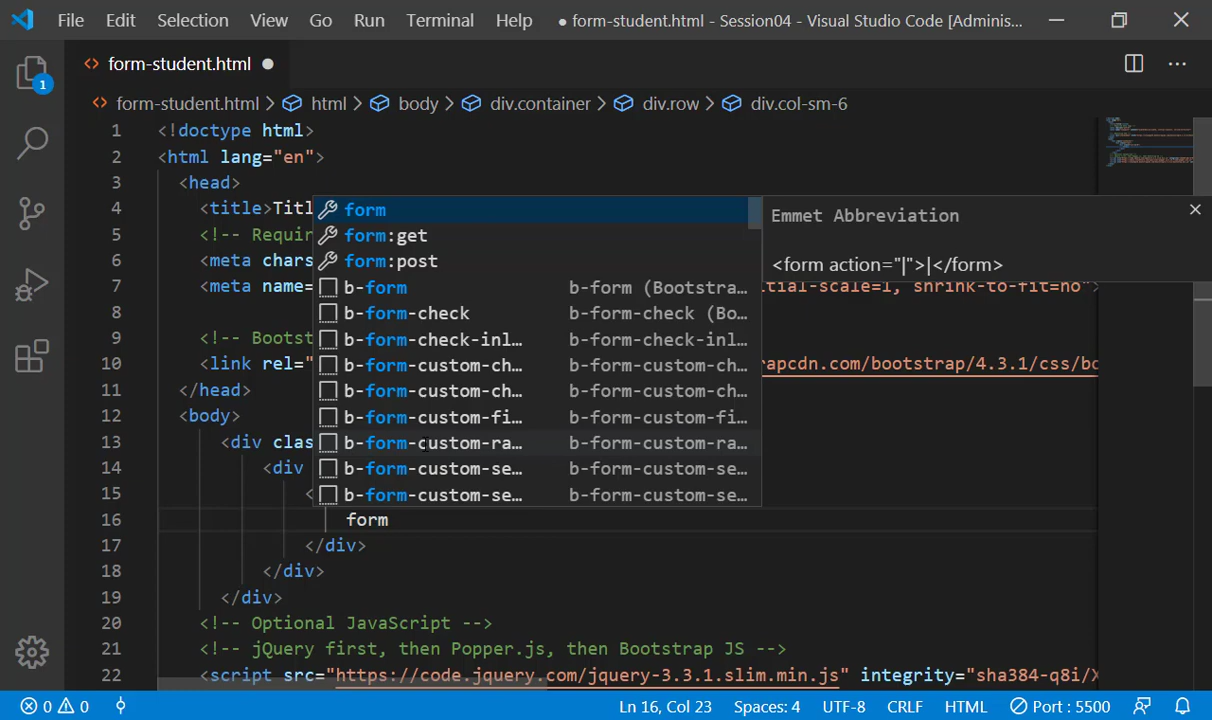 File Edit Selection View Go Run Terminal Help ● form-student.html - Session04 - Visual Studio Code [Adminis...
form-student.html ●
1
form-student.html > html > body > div.container > div.row > div.col-sm-6
1 <!doctype html>
2 <html lang="en">
3 <head>
4 <title>Titl
5 <!-- Requir
6 <meta chars
7 <meta name= tial-scale=1, shrink-to-fit=no">
8
9 <!-- Bootst
10 <link rel=" rapcdn.com/bootstrap/4.3.1/css/bo
11 </head>
12 <body>
13 <div clas
14 <div
15 <
16 form
17 </div>
18 </div>
19 </div>
20 <!-- Optional JavaScript -->
21 <!-- jQuery first, then Popper.js, then Bootstrap JS -->
22 <script src="https://code.jquery.com/jquery-3.3.1.slim.min.js" integrity="sha384-q8i/X
form
form:get
form:post
b-form b-form (Bootstra…
b-form-check b-form-check (Bo…
b-form-check-inl… b-form-check-inl…
b-form-custom-ch… b-form-custom-ch…
b-form-custom-ch… b-form-custom-ch…
b-form-custom-fi… b-form-custom-fi…
b-form-custom-ra… b-form-custom-ra…
b-form-custom-se… b-form-custom-se…
b-form-custom-se… b-form-custom-se…
Emmet Abbreviation
<form action="|">|</form>
0 0 Ln 16, Col 23 Spaces: 4 UTF-8 CRLF HTML Port : 5500